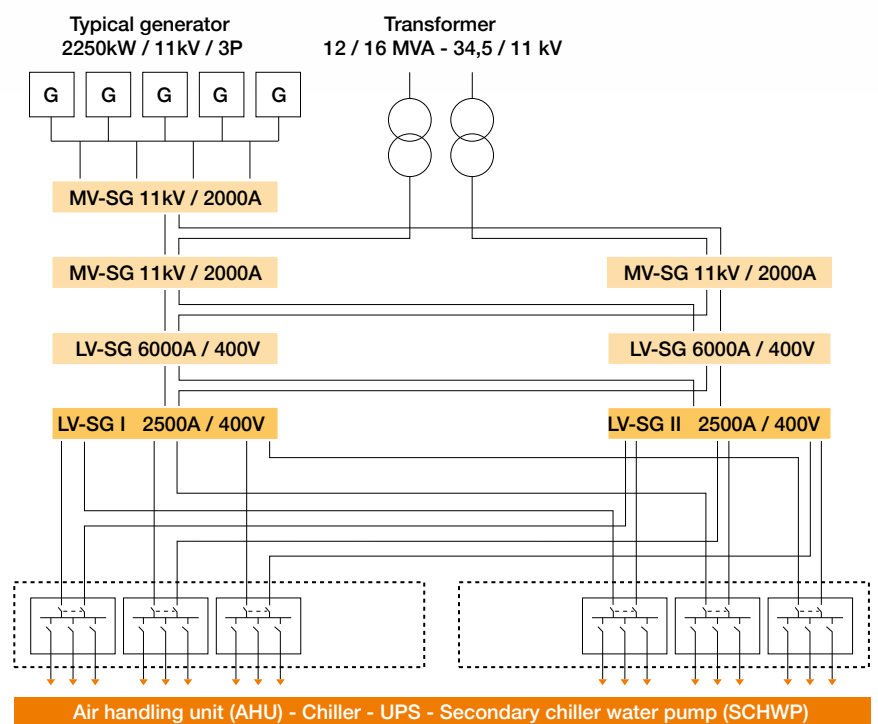 Typical generator
2250kW / 11kV / 3P
Transformer
12 / 16 MVA - 34,5 / 11 kV
G G G G G
MV-SG 11kV / 2000A
MV-SG 11kV / 2000A
MV-SG 11kV / 2000A
LV-SG 6000A / 400V
LV-SG 6000A / 400V
LV-SG I 2500A / 400V
LV-SG II 2500A / 400V
Air handling unit (AHU) - Chiller - UPS - Secondary chiller water pump (SCHWP)